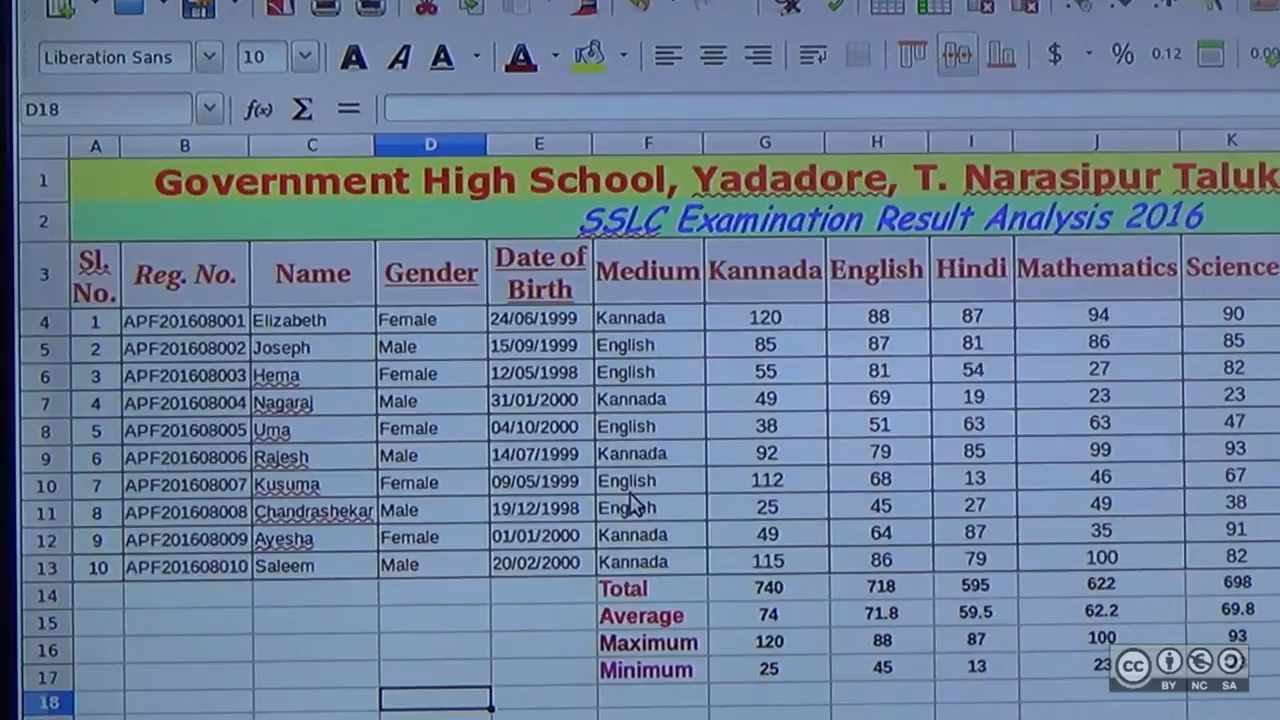 Liberation Sans 10 $ % 0.12 0.00
D18 f(x) Σ =
A B C D E F G H I J K
1 Government High School, Yadadore, T. Narasipur Taluk
2 SSLC Examination Result Analysis 2016
3 Sl. No. Reg. No. Name Gender Date of Birth Medium Kannada English Hindi Mathematics Science
4 1 APF201608001 Elizabeth Female 24/06/1999 Kannada 120 88 87 94 90
5 2 APF201608002 Joseph Male 15/09/1999 English 85 87 81 86 85
6 3 APF201608003 Hema Female 12/05/1998 English 55 81 54 27 82
7 4 APF201608004 Nagaraj Male 31/01/2000 Kannada 49 69 19 23 23
8 5 APF201608005 Uma Female 04/10/2000 English 38 51 63 63 47
9 6 APF201608006 Rajesh Male 14/07/1999 Kannada 92 79 85 99 93
10 7 APF201608007 Kusuma Female 09/05/1999 English 112 68 13 46 67
11 8 APF201608008 Chandrashekar Male 19/12/1998 English 25 45 27 49 38
12 9 APF201608009 Ayesha Female 01/01/2000 Kannada 49 64 87 35 91
13 10 APF201608010 Saleem Male 20/02/2000 Kannada 115 86 79 100 82
14 Total 740 718 595 622 698
15 Average 74 71.8 59.5 62.2 69.8
16 Maximum 120 88 87 100 93
17 Minimum 25 45 13 23
18
cc BY NC SA